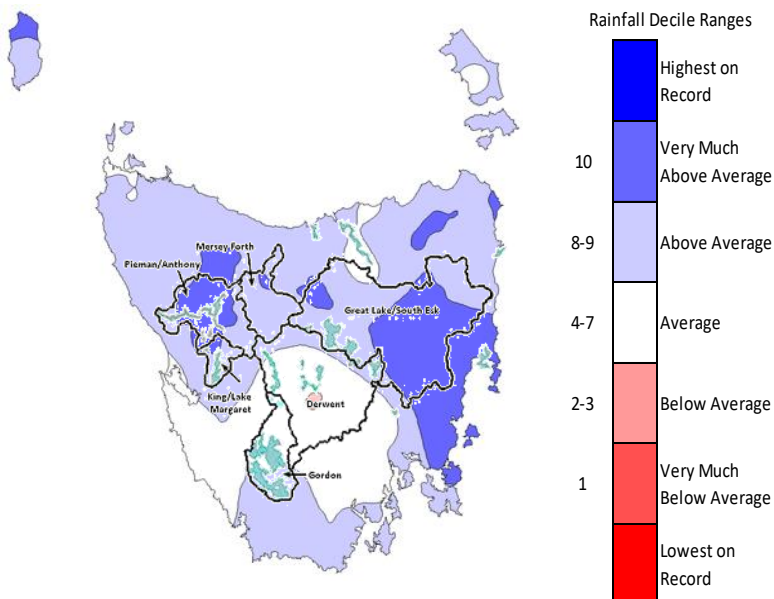 Rainfall Decile Ranges
Highest on
Record
10
Very Much
Above Average
8-9
Above Average
4-7
Average
2-3
Below Average
1
Very Much
Below Average
Lowest on
Record
Mersey Forth
Pieman/Anthony
Great Lake/South Esk
King/Lake
Margaret
Derwent
Gordon